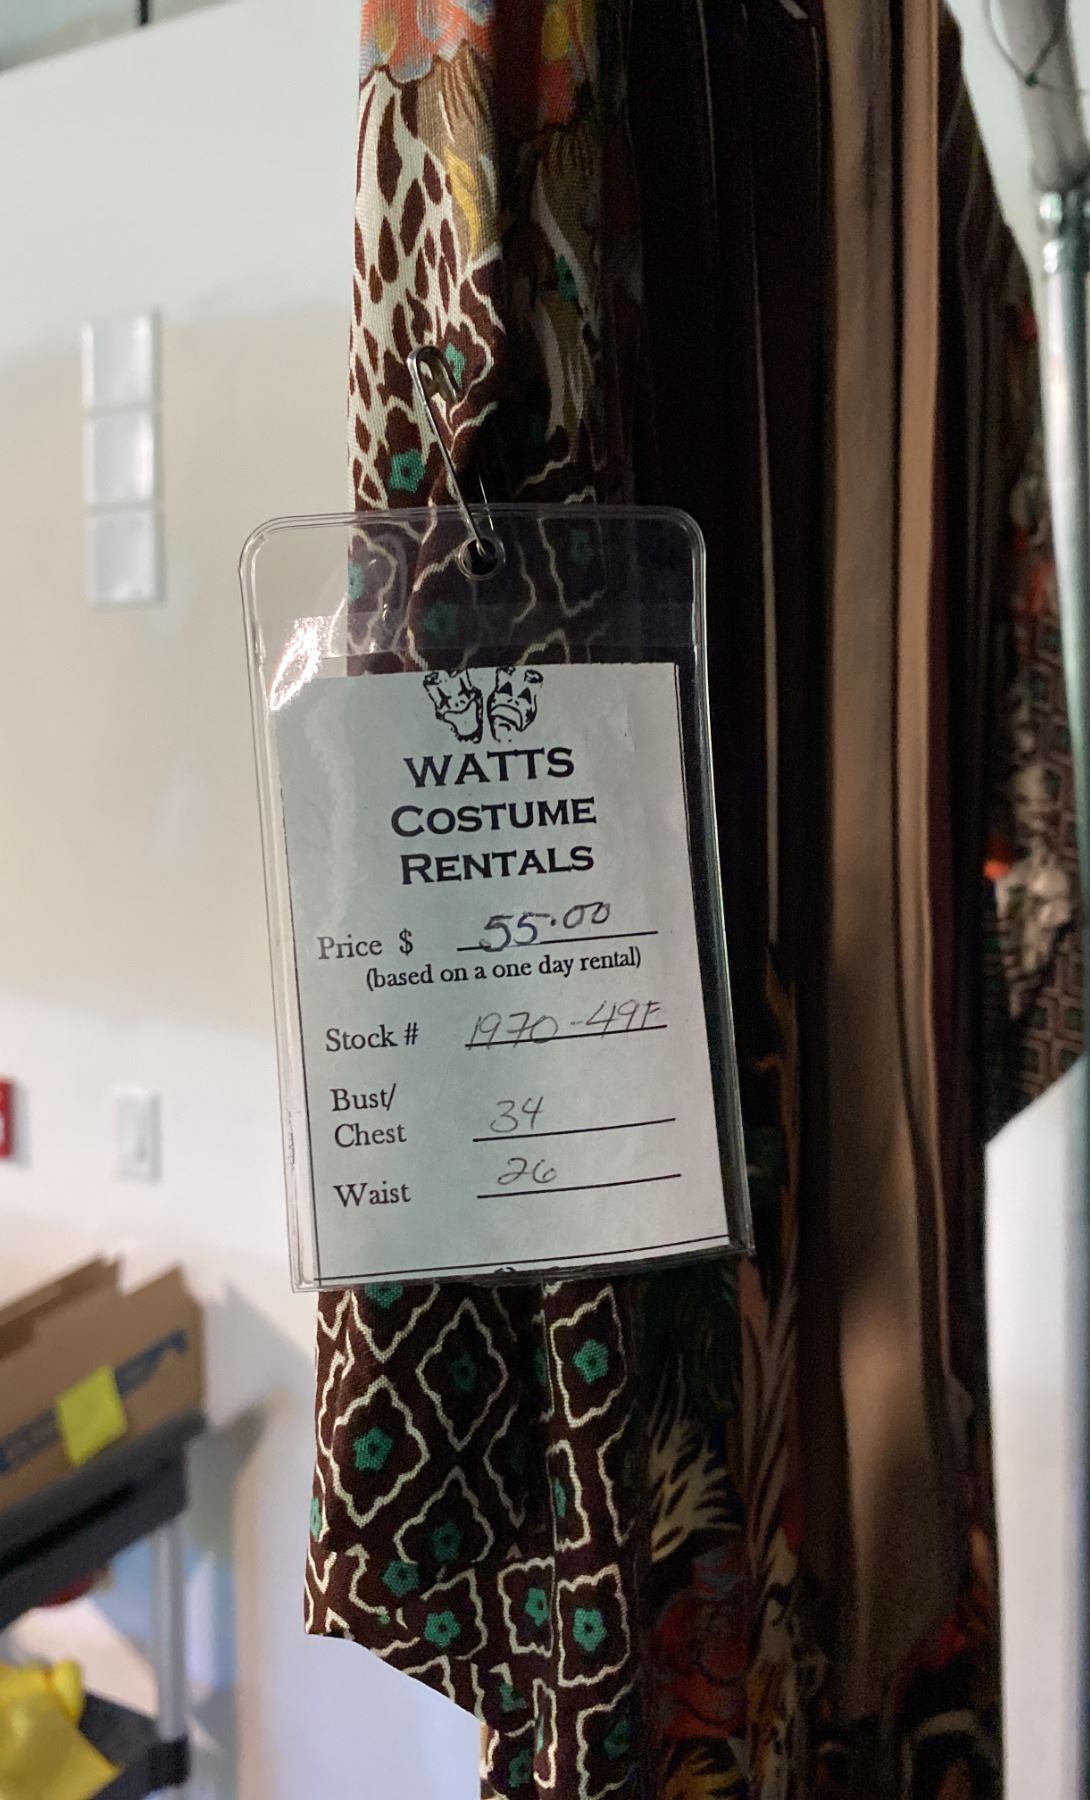 WATTS
COSTUME
RENTALS
Price $ 55.00
(based on a one day rental)
Stock # 1970-49F
Bust/
Chest 34
Waist 26